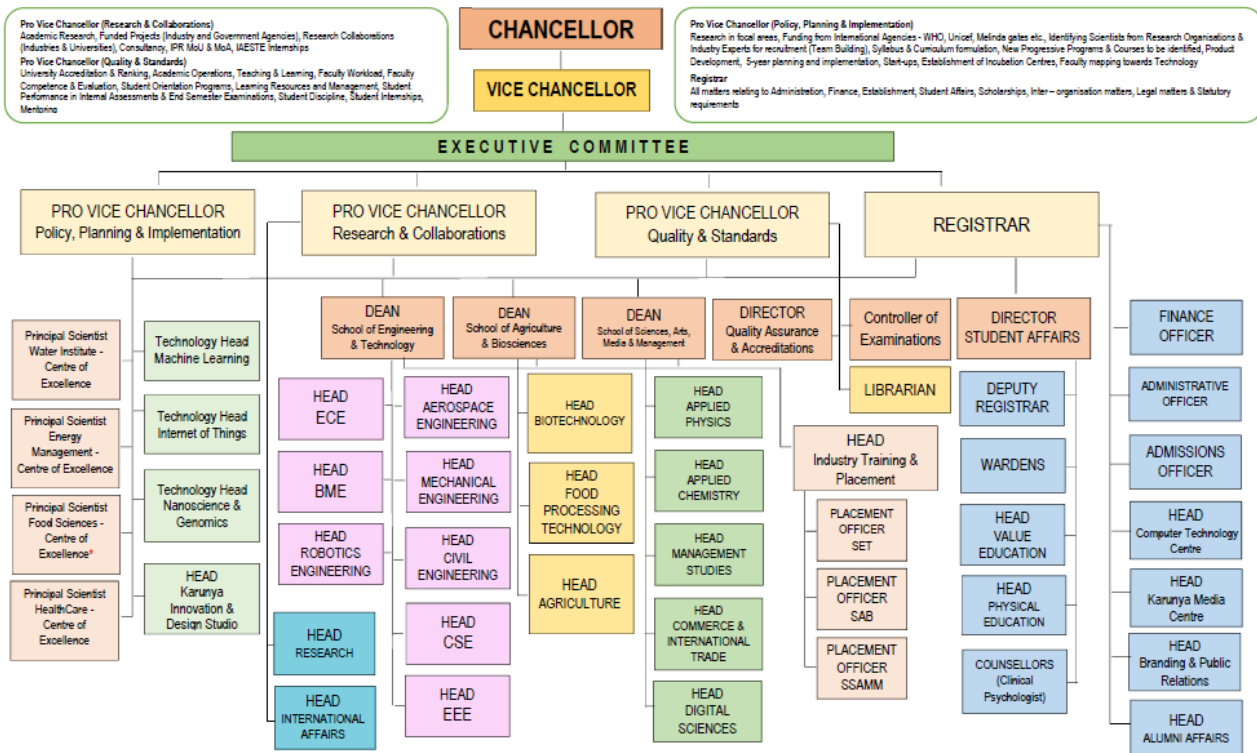 Pro Vice Chancellor (Research & Collaborations)
Academic Research, Funded Projects (Industry and Government Agencies), Research Collaborations
(Industries & Universities), Consultancy, IPR MoU & MoA, IAESTE Internships
Pro Vice Chancellor (Quality & Standards)
University Accreditation & Ranking, Academic Operations, Teaching & Learning, Faculty Workload, Faculty
Competence & Evaluation, Student Orientation Programs, Learning Resources and Management, Student
Performance in Internal Assessments & End Semester Examinations, Student Discipline, Student Internships,
Mentoring
CHANCELLOR
VICE CHANCELLOR
Pro Vice Chancellor (Policy, Planning & Implementation)
Research in focal areas, Funding from International Agencies - WHO, Unicef, Melinda gates etc., Identifying Scientists from Research Organisations &
Industry Experts for recruitment (Team Building), Syllabus & Curriculum formulation, New Progressive Programs & Courses to be identified, Product
Development, 5-year planning and implementation, Start-ups, Establishment of Incubation Centres, Faculty mapping towards Technology
Registrar
All matters relating to Administration, Finance, Establishment, Student Affairs, Scholarships, Inter – organisation matters, Legal matters & Statutory
requirements
EXECUTIVE COMMITTEE
PRO VICE CHANCELLOR
Policy, Planning & Implementation
PRO VICE CHANCELLOR
Research & Collaborations
PRO VICE CHANCELLOR
Quality & Standards
REGISTRAR
Principal Scientist
Water Institute -
Centre of
Excellence
Principal Scientist
Energy
Management -
Centre of Excellence
Principal Scientist
Food Sciences -
Centre of
Excellence*
Principal Scientist
HealthCare -
Centre of
Excellence
Technology Head
Machine Learning
Technology Head
Internet of Things
Technology Head
Nanoscience &
Genomics
HEAD
Karunya
Innovation &
Design Studio
DEAN
School of Engineering
& Technology
DEAN
School of Agriculture
& Biosciences
DEAN
School of Sciences, Arts,
Media & Management
DIRECTOR
Quality Assurance
& Accreditations
Controller of
Examinations
LIBRARIAN
DIRECTOR
STUDENT AFFAIRS
HEAD
ECE
HEAD
BME
HEAD
ROBOTICS
ENGINEERING
HEAD
RESEARCH
HEAD
INTERNATIONAL
AFFAIRS
HEAD
AEROSPACE
ENGINEERING
HEAD
MECHANICAL
ENGINEERING
HEAD
CIVIL
ENGINEERING
HEAD
CSE
HEAD
EEE
HEAD
BIOTECHNOLOGY
HEAD
FOOD
PROCESSING
TECHNOLOGY
HEAD
AGRICULTURE
HEAD
APPLIED
PHYSICS
HEAD
APPLIED
CHEMISTRY
HEAD
MANAGEMENT
STUDIES
HEAD
COMMERCE &
INTERNATIONAL
TRADE
HEAD
DIGITAL
SCIENCES
HEAD
Industry Training &
Placement
PLACEMENT
OFFICER
SET
PLACEMENT
OFFICER
SAB
PLACEMENT
OFFICER
SSAMM
DEPUTY
REGISTRAR
WARDENS
HEAD
VALUE
EDUCATION
HEAD
PHYSICAL
EDUCATION
COUNSELLORS
(Clinical
Psychologist)
FINANCE
OFFICER
ADMINISTRATIVE
OFFICER
ADMISSIONS
OFFICER
HEAD
Computer Technology
Centre
HEAD
Karunya Media
Centre
HEAD
Branding & Public
Relations
HEAD
ALUMNI AFFAIRS